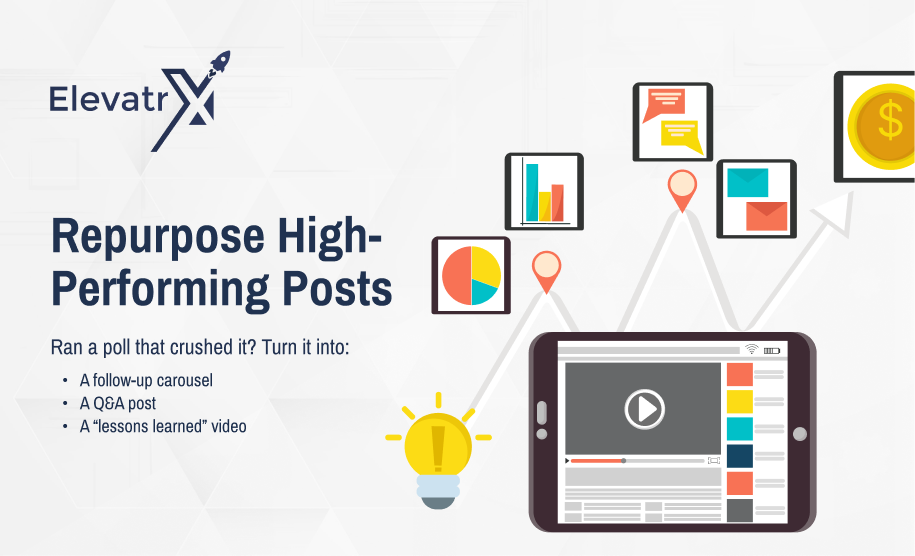 ElevatrX
Repurpose High-
Performing Posts
Ran a poll that crushed it? Turn it into:
• A follow-up carousel
• A Q&A post
• A “lessons learned” video
$
!